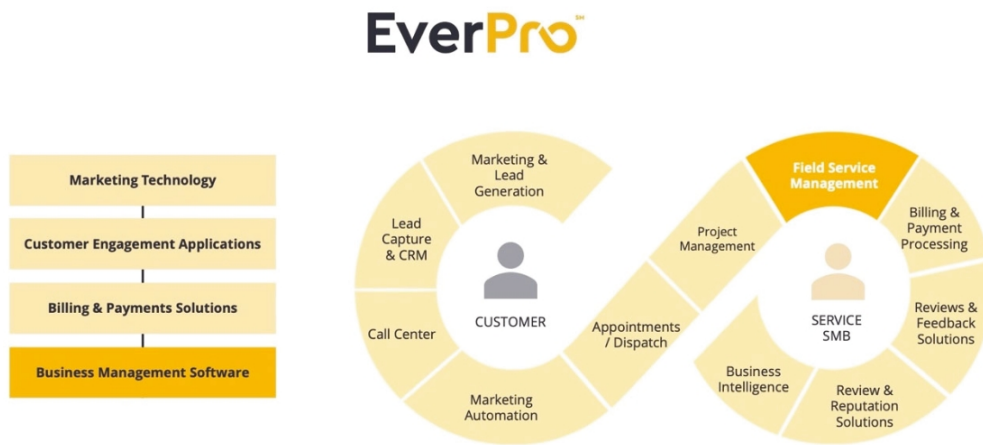 EverPro℠
Marketing Technology
Customer Engagement Applications
Billing & Payments Solutions
Business Management Software
Marketing &
Lead
Generation
Lead
Capture
& CRM
Call Center
Marketing
Automation
Appointments
/ Dispatch
Project
Management
Field Service
Management
Billing &
Payment
Processing
Reviews &
Feedback
Solutions
Review &
Reputation
Solutions
Business
Intelligence
CUSTOMER
SERVICE
SMB